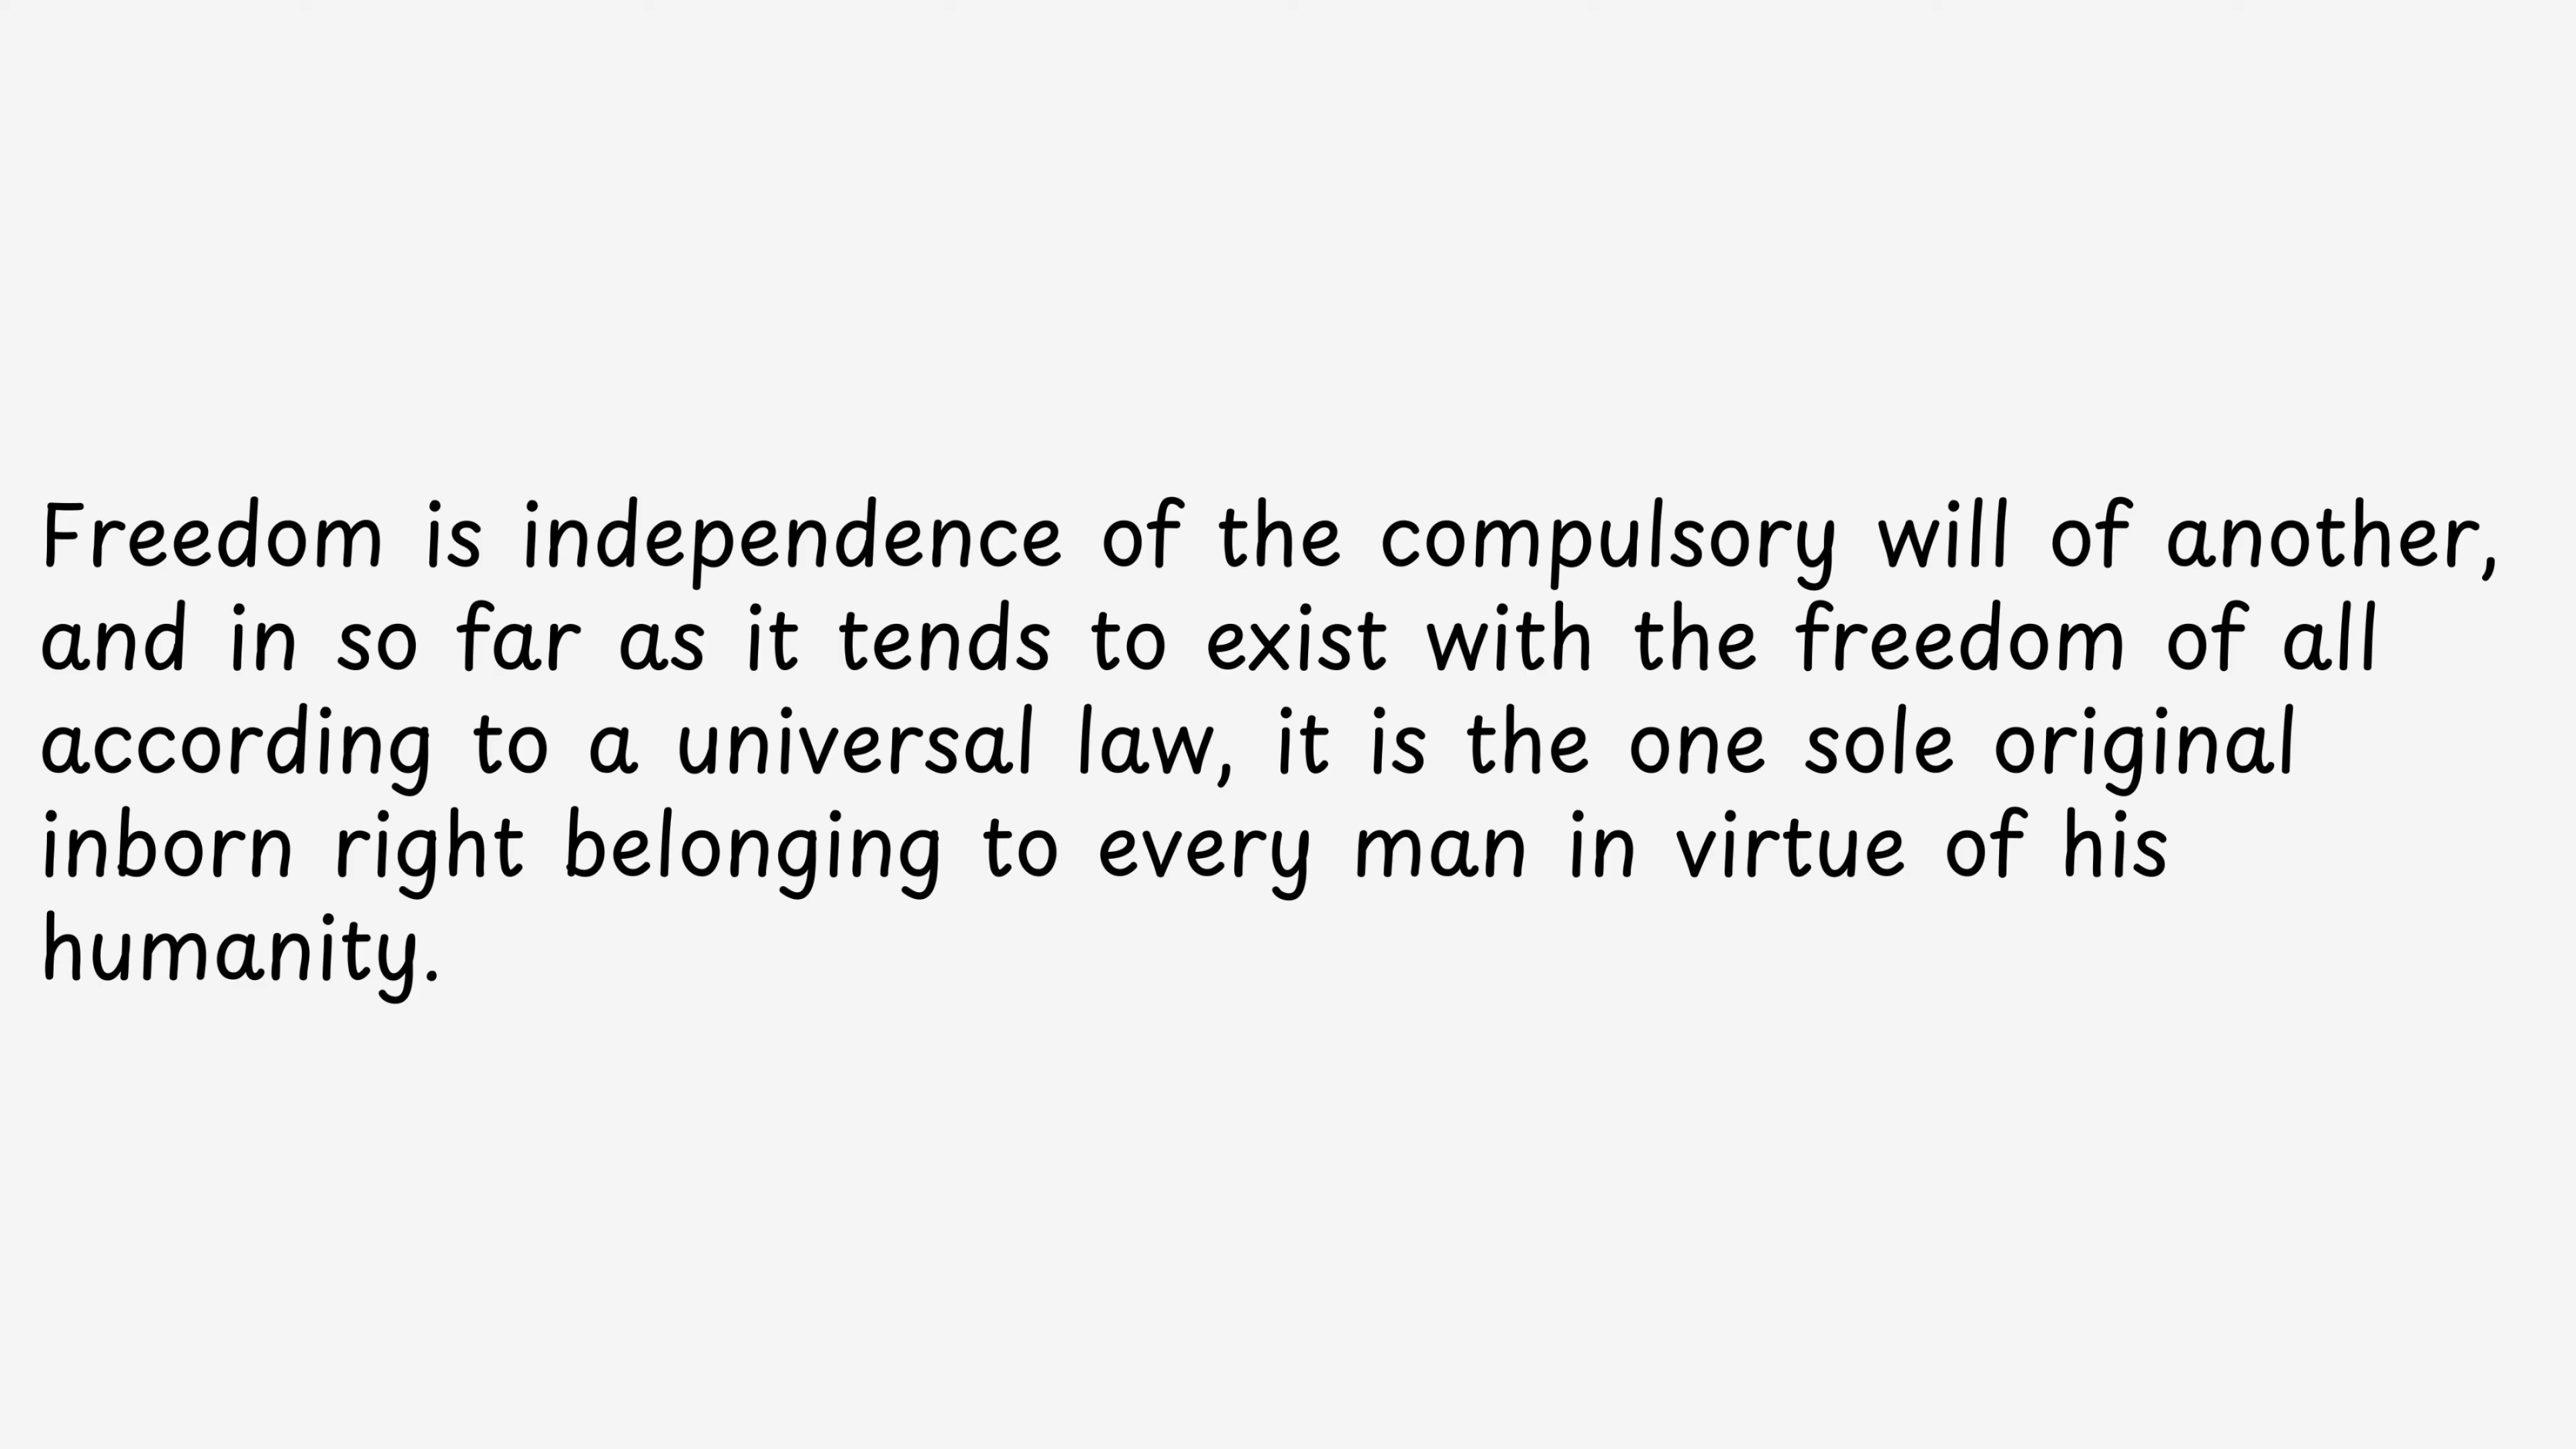 Freedom is independence of the compulsory will of another,
and in so far as it tends to exist with the freedom of all
according to a universal law, it is the one sole original
inborn right belonging to every man in virtue of his
humanity.